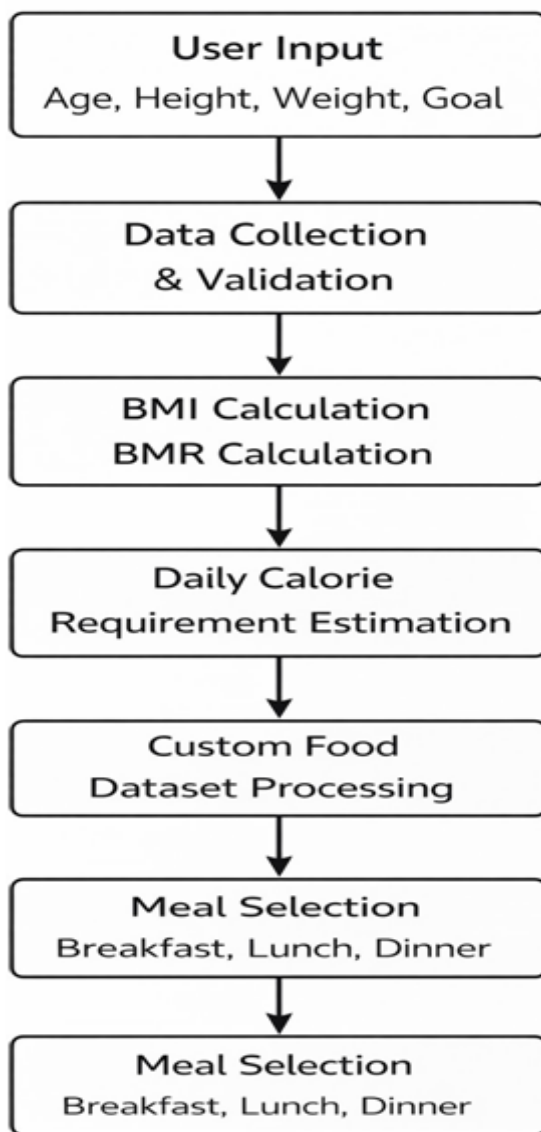 User Input
Age, Height, Weight, Goal
Data Collection
& Validation
BMI Calculation
BMR Calculation
Daily Calorie
Requirement Estimation
Custom Food
Dataset Processing
Meal Selection
Breakfast, Lunch, Dinner
Meal Selection
Breakfast, Lunch, Dinner